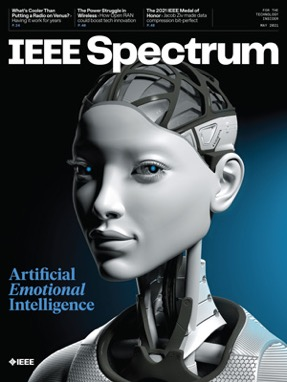 What's Cooler Than
Putting a Radio on Venus?
Having it work for years
P.24
The Power Struggle in
Wireless How Open RAN
could boost tech innovation
The 2021 IEEE Medal of
Honor Jacob Ziv made data
compression bit-perfect
FOR THE
TECHNOLOGY
INSIDER
MAY 2021
IEEE Spectrum
Artificial
Emotional
Intelligence
IEEE